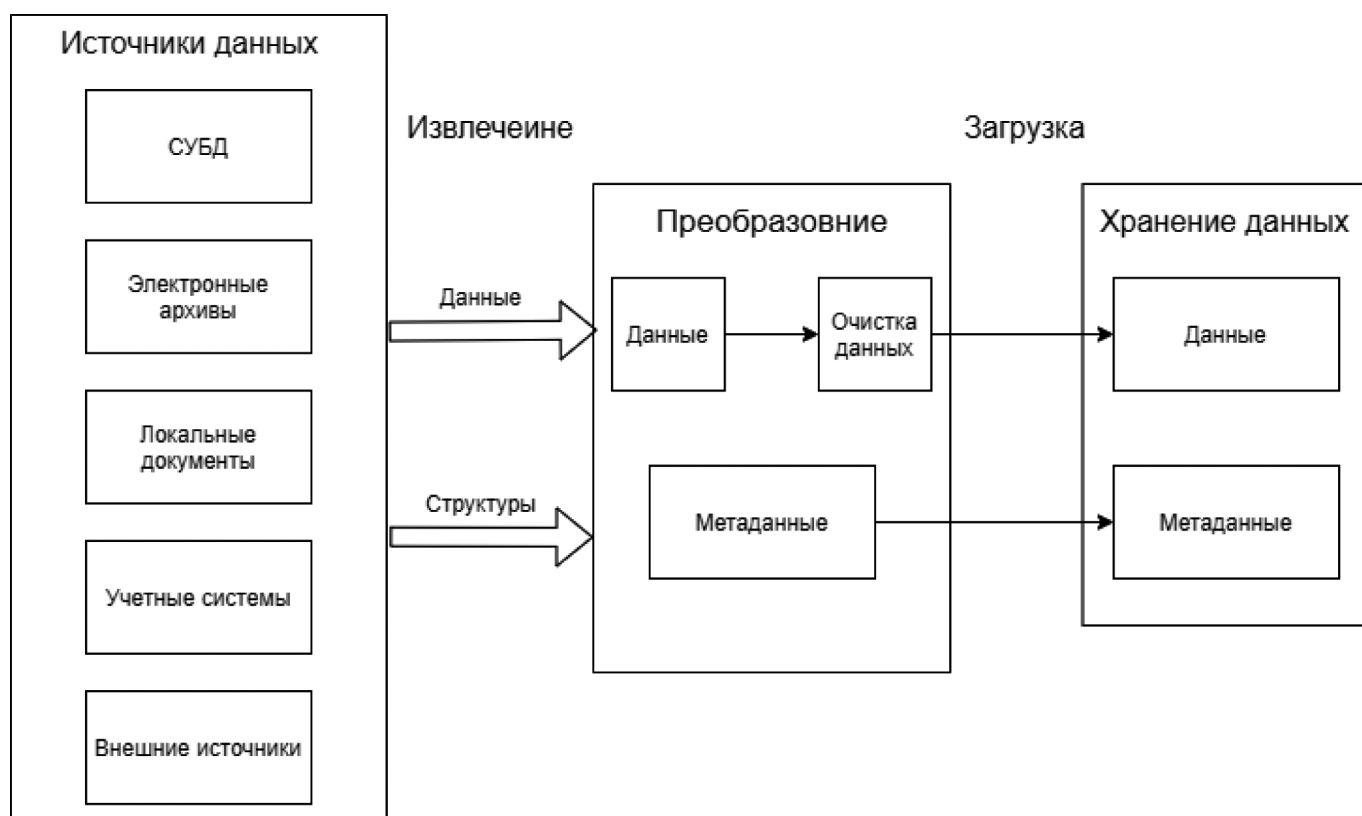 Источники данных
СУБД
Электронные
архивы
Локальные
документы
Учетные системы
Внешние источники
Извлечеине
Данные
Структуры
Преобразовние
Данные
Очистка
данных
Метаданные
Загрузка
Хранение данных
Данные
Метаданные